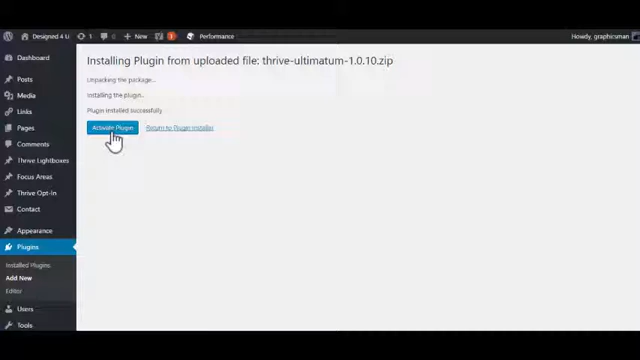 Designed 4 U 1 0 + New 1 Performance Howdy, graphinsman
Dashboard
Posts
Media
Links
Pages
Comments
Thrive Lightboxes
Focus Areas
Thrive Opt-In
Contact
Appearance
Plugins
Installed Plugins
Add New
Editor
Users
Tools
Installing Plugin from uploaded file: thrive-ultimatum-1.0.10.zip
Unpacking the package...
Installing the plugin...
Plugin installed successfully
Activate Plugin Return to Plugin Installer